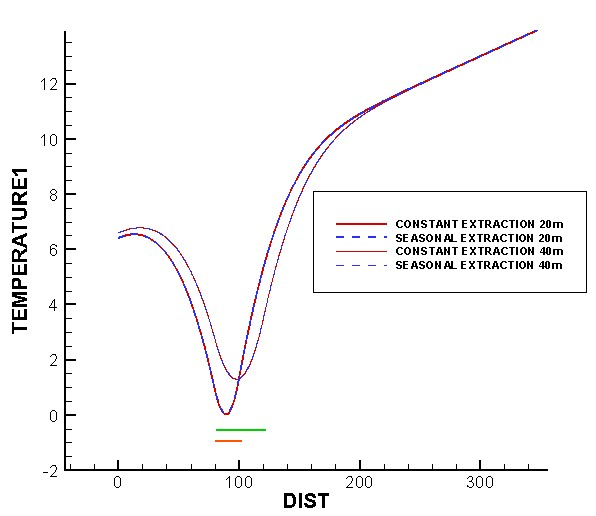 TEMPERATURE1
12
10
8
6
4
2
0
-2
CONSTANT EXTRACTION 20m
SEASONAL EXTRACTION 20m
CONSTANT EXTRACTION 40m
SEASONAL EXTRACTION 40m
0 100 200 300
DIST